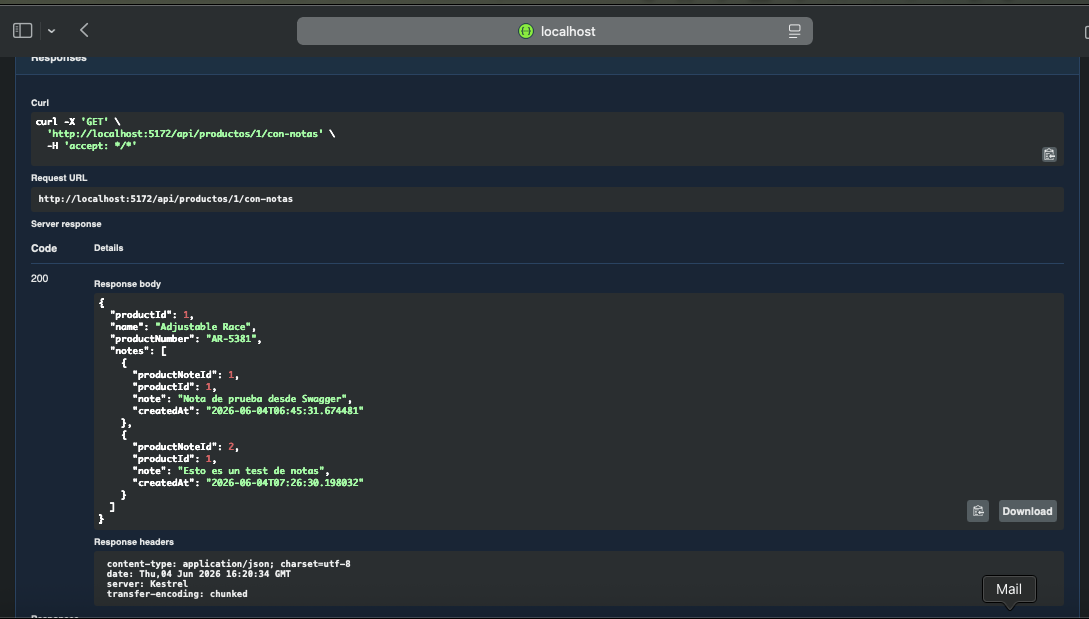 localhost
Responses
Curl
curl -X 'GET' \
'http://localhost:5172/api/productos/1/con-notas' \
-H 'accept: */*'
Request URL
http://localhost:5172/api/productos/1/con-notas
Server response
Code Details
200
Response body
{
"productId": 1,
"name": "Adjustable Race",
"productNumber": "AR-5381",
"notes": [
{
"productNoteId": 1,
"productId": 1,
"note": "Nota de prueba desde Swagger",
"createdAt": "2026-06-04T06:45:31.674481"
},
{
"productNoteId": 2,
"productId": 1,
"note": "Esto es un test de notas",
"createdAt": "2026-06-04T07:26:30.198032"
}
]
}
Download
Response headers
content-type: application/json; charset=utf-8
date: Thu,04 Jun 2026 16:20:34 GMT
server: Kestrel
transfer-encoding: chunked
Mail
Responses